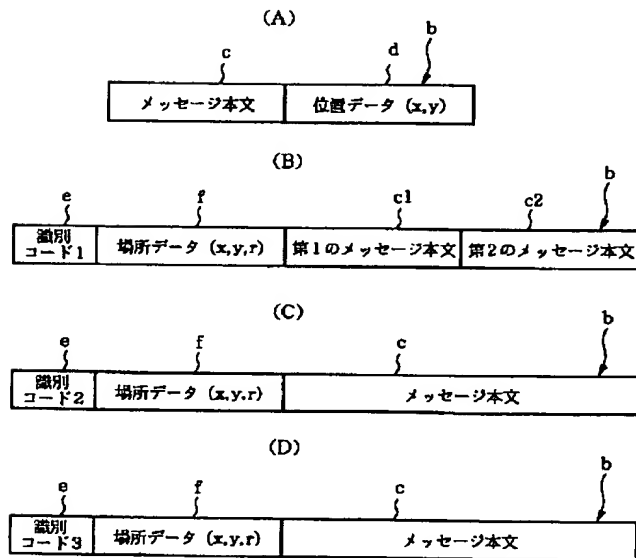 (A)
c d b
メッセージ本文 位置データ (x,y)
(B)
e f c1 c2 b
識別 場所データ (x,y,r) 第1のメッセージ本文 第2のメッセージ本文
コード1
(C)
e f c b
識別 場所データ (x,y.r) メッセージ本文
コード2
(D)
e f c b
識別 場所データ (x,y,r) メッセージ本文
コード3